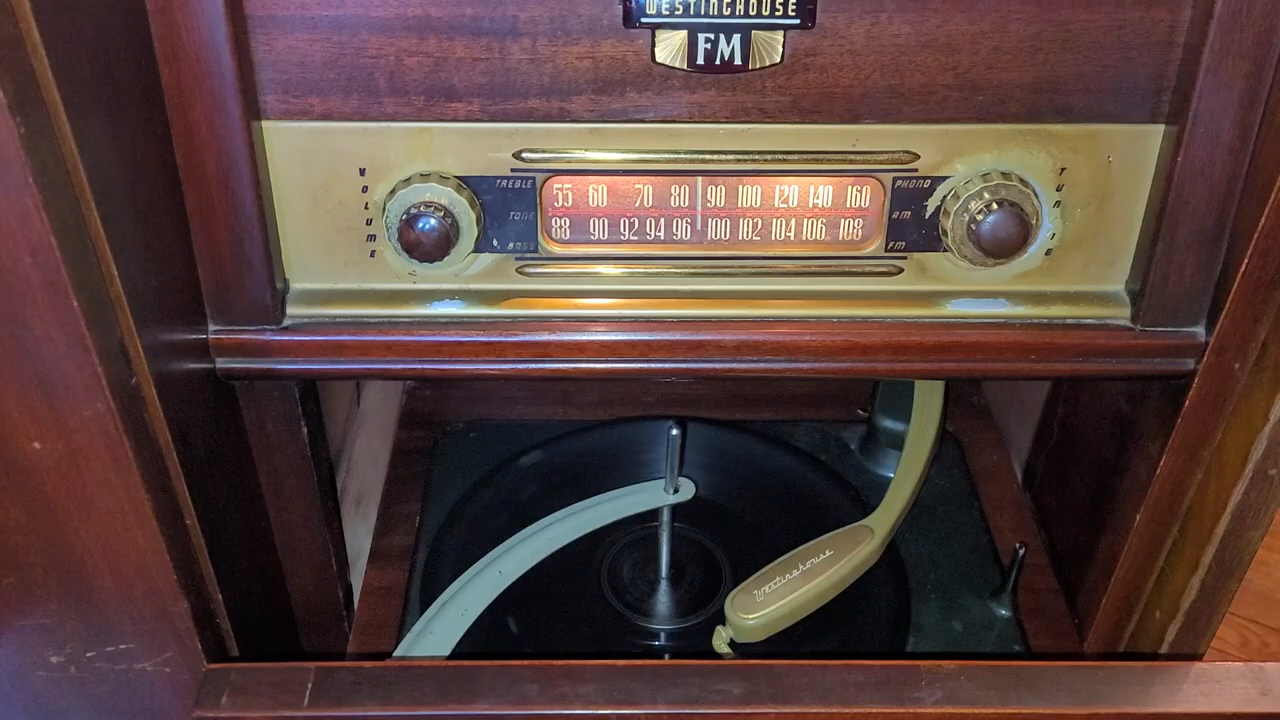 WESTINGHOUSE
FM
VOLUME
TREBLE
TONE
BASS
55 60 70 80 90 100 120 140 160
88 90 92 94 96 100 102 104 106 108
PHONO
AM
FM
TUNE
Westinghouse